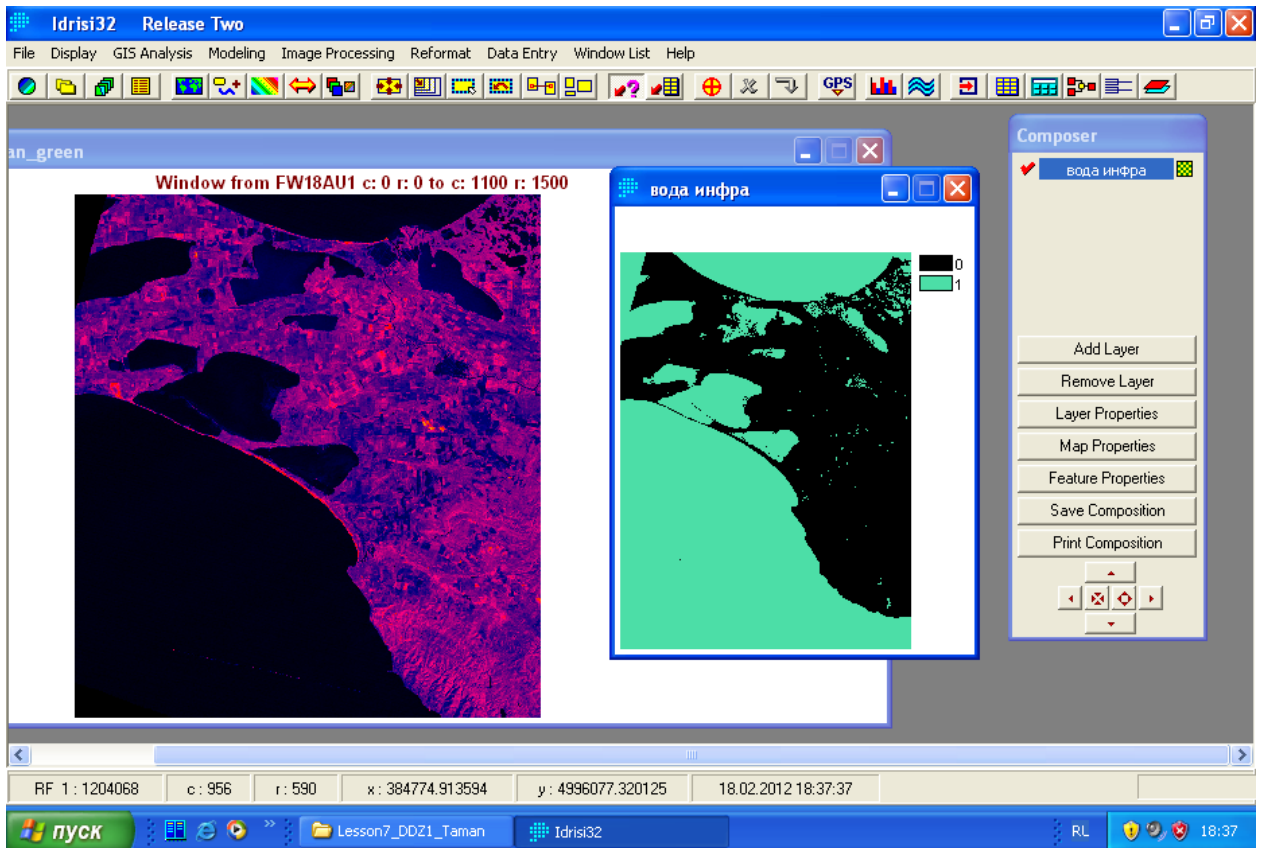 Idrisi32 Release Two
File Display GIS Analysis Modeling Image Processing Reformat Data Entry Window List Help
GPS
an_green
Window from FW18AU1 c: 0 r: 0 to c: 1100 r: 1500
вода инфра
0
1
Composer
вода инфра
Add Layer
Remove Layer
Layer Properties
Map Properties
Feature Properties
Save Composition
Print Composition
RF 1 : 1204068 c : 956 r : 590 x : 384774.913594 y : 4996077.320125 18.02.2012 18:37:37
пуск » Lesson7_DDZ1_Taman Idrisi32 RL 18:37